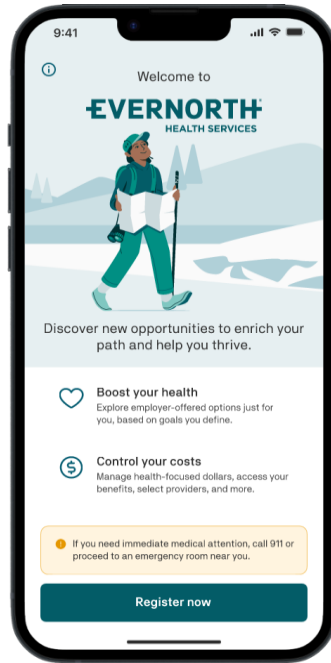 9:41
Welcome to
EVERNORTH
HEALTH SERVICES
Discover new opportunities to enrich your
path and help you thrive.
Boost your health
Explore employer-offered options just for
you, based on goals you define.
$
Control your costs
Manage health-focused dollars, access your
benefits, select providers, and more.
If you need immediate medical attention, call 911 or
proceed to an emergency room near you.
Register now